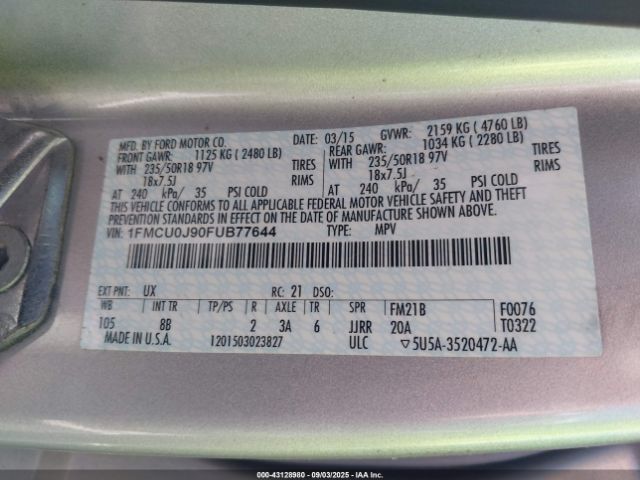 MFD. BY FORD MOTOR CO. DATE: 03/15 GVWR: 2159 KG ( 4760 LB)
FRONT GAWR: 1125 KG ( 2480 LB) REAR GAWR: 1034 KG ( 2280 LB)
WITH 235/50R18 97V TIRES WITH 235/50R18 97V TIRES
18x7.5J RIMS 18x7.5J RIMS
AT 240 kPa/ 35 PSI COLD AT 240 kPa/ 35 PSI COLD
THIS VEHICLE CONFORMS TO ALL APPLICABLE FEDERAL MOTOR VEHICLE SAFETY AND THEFT
PREVENTION STANDARDS IN EFFECT ON THE DATE OF MANUFACTURE SHOWN ABOVE.
VIN: 1FMCU0J90FUB77644 TYPE: MPV
EXT PNT: UX RC: 21 DSO:
WB INT TR TP/PS R AXLE TR SPR FM21B F0076
105 8B 2 3A 6 JJRR 20A T0322
MADE IN U.S.A. 1201503023827 ULC ▽5U5A-3520472-AA
000-43128980 - 09/03/2025 - IAA Inc.